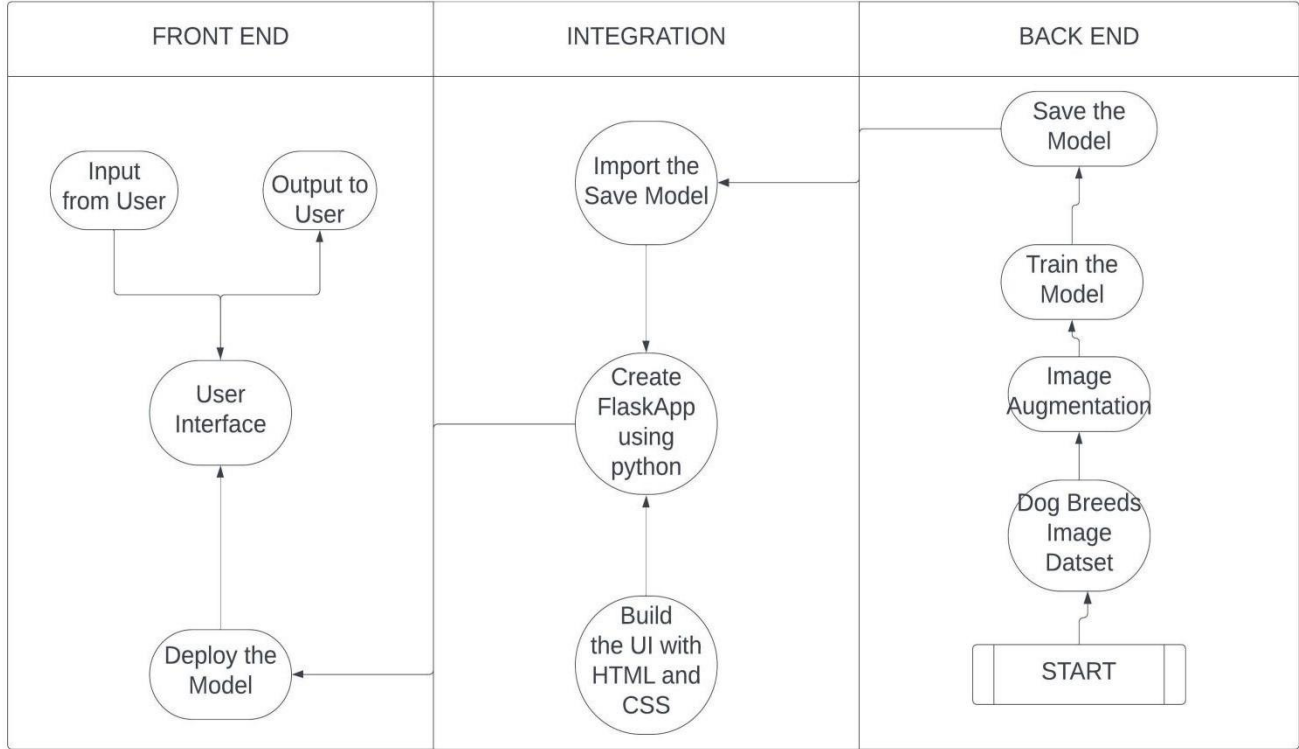 FRONT END
INTEGRATION
BACK END
Input
from User
Output to
User
User
Interface
Deploy the
Model
Import the
Save Model
Create
FlaskApp
using
python
Build
the UI with
HTML and
CSS
Save the
Model
Train the
Model
Image
Augmentation
Dog Breeds
Image
Datset
START